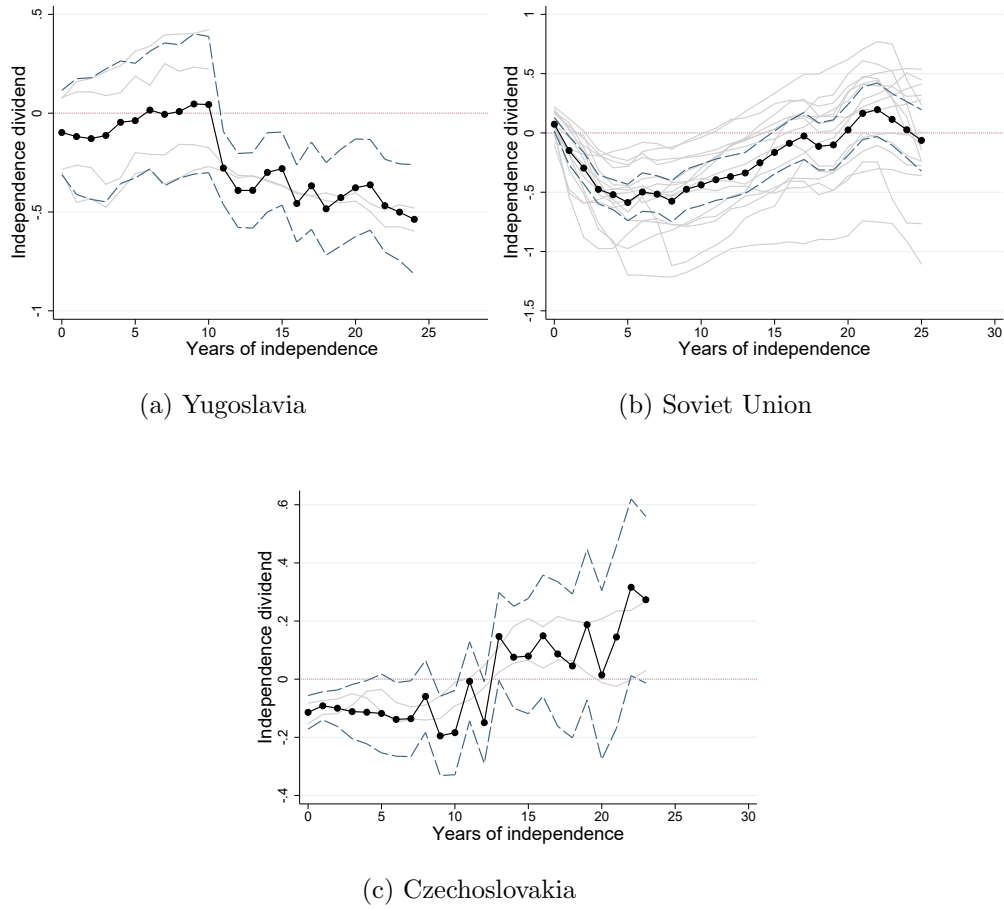 Independence dividend
.5
0
-.5
-1
0 5 10 15 20 25
Years of independence
(a) Yugoslavia
Independence dividend
1
.5
0
-.5
-1
-1.5
0 5 10 15 20 25 30
Years of independence
(b) Soviet Union
Independence dividend
.6
.4
.2
0
-.2
-.4
0 5 10 15 20 25 30
Years of independence
(c) Czechoslovakia